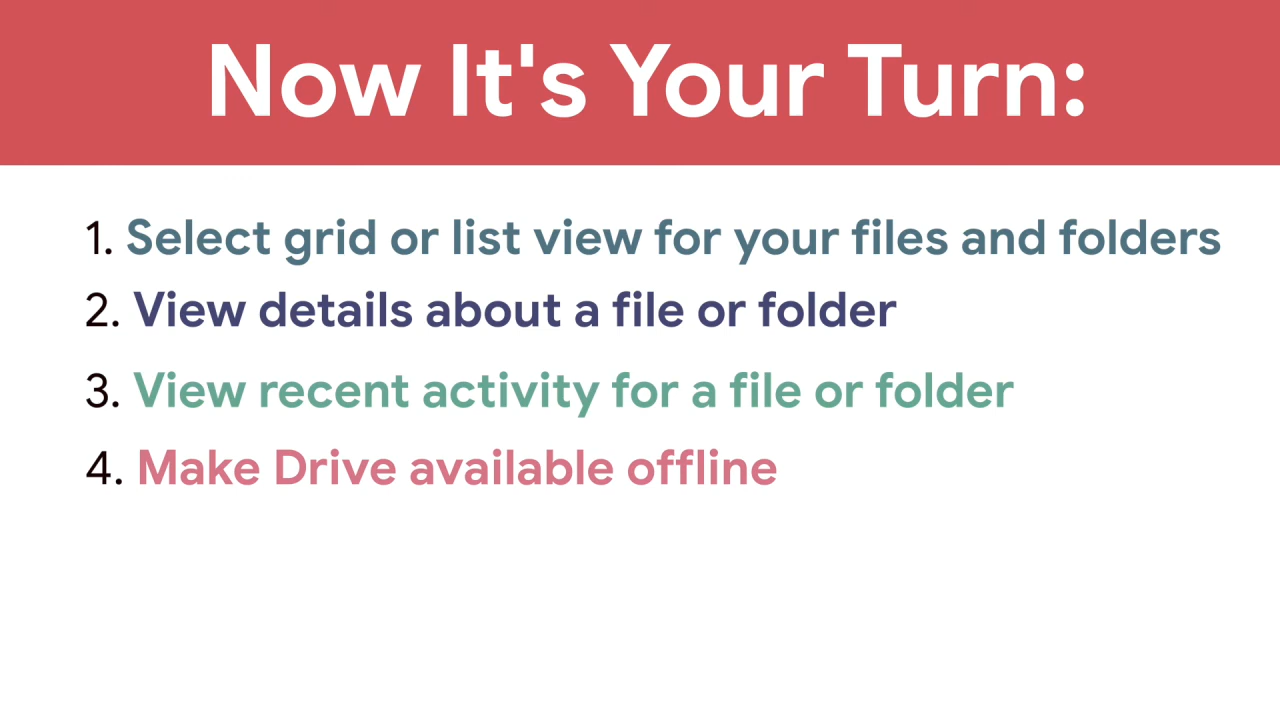 Now It's Your Turn:
1. Select grid or list view for your files and folders
2. View details about a file or folder
3. View recent activity for a file or folder
4. Make Drive available offline